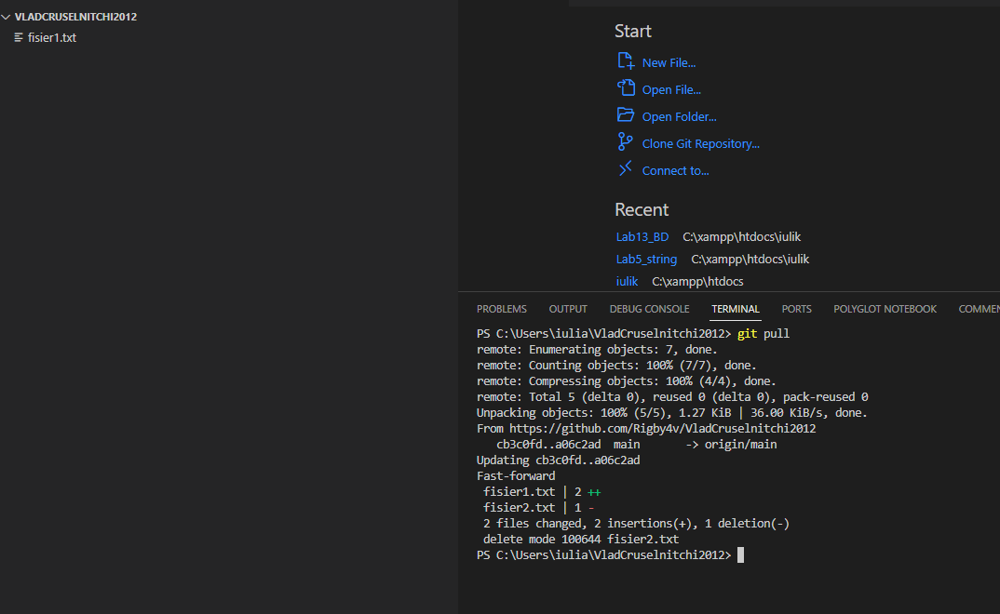 VLADCRUSELNITCHI2012
fisier1.txt
Start
New File...
Open File...
Open Folder...
Clone Git Repository...
Connect to...
Recent
Lab13_BD C:\xampp\htdocs\iulik
Lab5_string C:\xampp\htdocs\iulik
iulik C:\xampp\htdocs
PROBLEMS OUTPUT DEBUG CONSOLE TERMINAL PORTS POLYGLOT NOTEBOOK COMMEN
PS C:\Users\iulia\VladCruselnitchi2012> git pull
remote: Enumerating objects: 7, done.
remote: Counting objects: 100% (7/7), done.
remote: Compressing objects: 100% (4/4), done.
remote: Total 5 (delta 0), reused 0 (delta 0), pack-reused 0
Unpacking objects: 100% (5/5), 1.27 KiB | 36.00 KiB/s, done.
From https://github.com/Rigby4v/VladCruselnitchi2012
   cb3c0fd..a06c2ad  main       -> origin/main
Updating cb3c0fd..a06c2ad
Fast-forward
 fisier1.txt | 2 ++
 fisier2.txt | 1 -
 2 files changed, 2 insertions(+), 1 deletion(-)
 delete mode 100644 fisier2.txt
PS C:\Users\iulia\VladCruselnitchi2012>